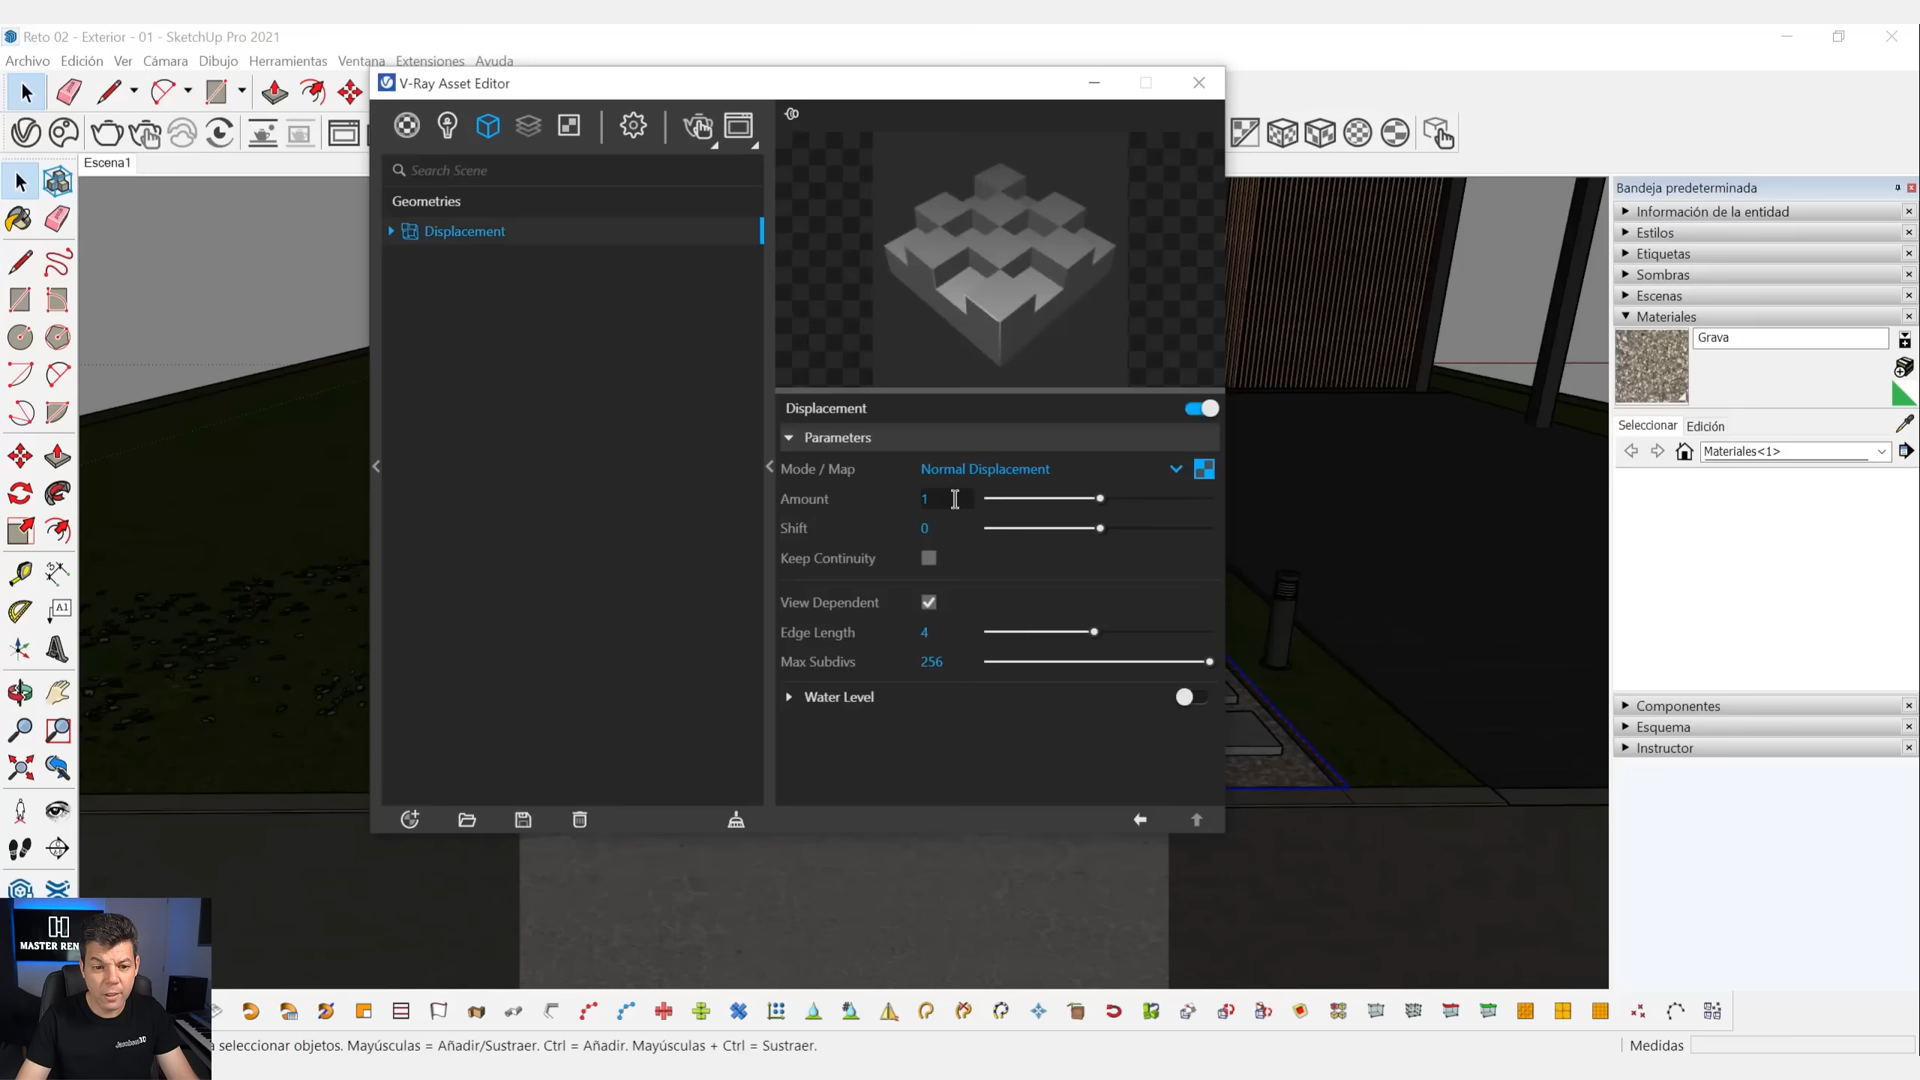 Reto 02 - Exterior - 01 - SketchUp Pro 2021
Archivo Edición Ver Cámara Dibujo Herramientas Ventana Extensiones Ayuda
V-Ray Asset Editor
Escena1
Search Scene
Geometries
Displacement
Displacement
Parameters
Mode / Map Normal Displacement
Amount 1
Shift 0
Keep Continuity
View Dependent
Edge Length 4
Max Subdivs 256
Water Level
Bandeja predeterminada
Información de la entidad
Estilos
Etiquetas
Sombras
Escenas
Materiales
Grava
Seleccionar Edición
Materiales<1>
Componentes
Esquema
Instructor
A1
MASTER REN
Jaroban3D
seleccionar objetos. Mayúsculas = Añadir/Sustraer. Ctrl = Añadir. Mayúsculas + Ctrl = Sustraer.
Medidas